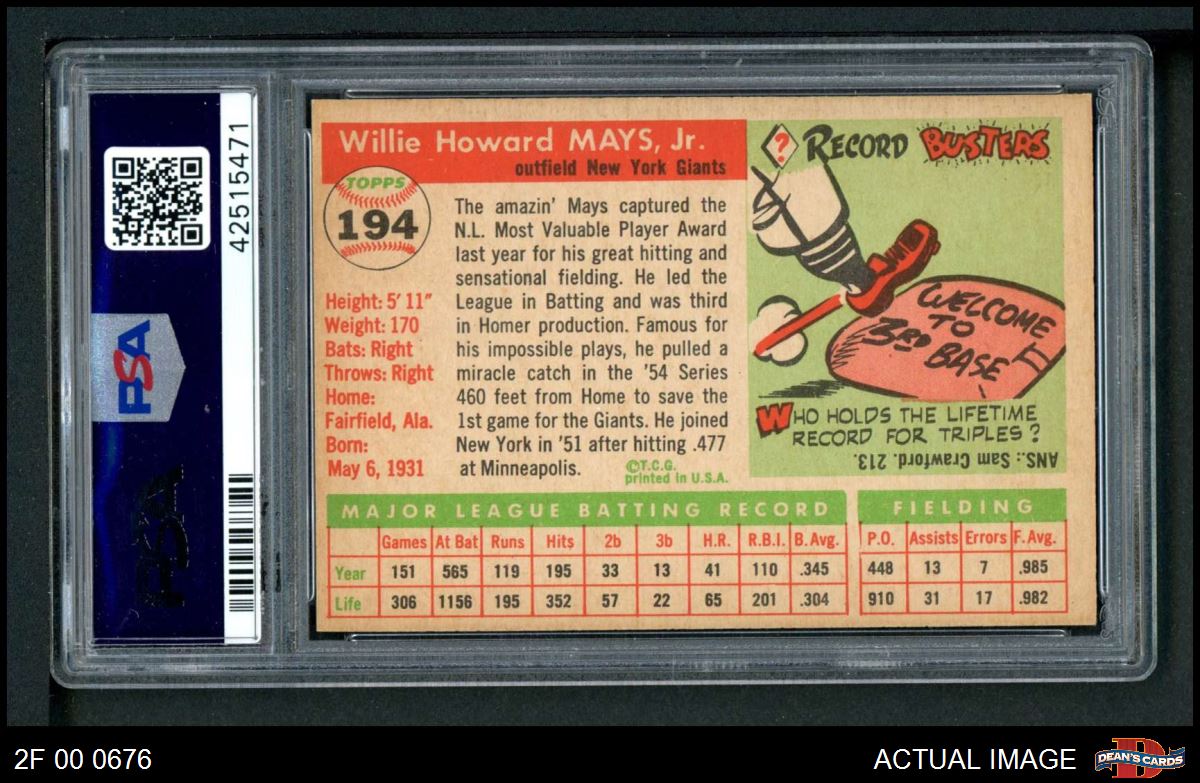 42515471
PSA
PSA
Willie Howard MAYS, Jr.
outfield New York Giants
TOPPS
194
Height: 5' 11"
Weight: 170
Bats: Right
Throws: Right
Home:
Fairfield, Ala.
Born:
May 6, 1931
The amazin' Mays captured the
N.L. Most Valuable Player Award
last year for his great hitting and
sensational fielding. He led the
League in Batting and was third
in Homer production. Famous for
his impossible plays, he pulled a
miracle catch in the '54 Series
460 feet from Home to save the
1st game for the Giants. He joined
New York in '51 after hitting .477
at Minneapolis.
©T.C.G.
printed in U.S.A.
? RECORD BUSTERS
WELCOME
TO
3RD BASE
WHO HOLDS THE LIFETIME
RECORD FOR TRIPLES?
ANS.: Sam Crawford. 213.
MAJOR LEAGUE BATTING RECORD
Games At Bat Runs Hits 2b 3b H.R. R.B.I. B. Avg.
Year 151 565 119 195 33 13 41 110 .345
Life 306 1156 195 352 57 22 65 201 .304
FIELDING
P.O. Assists Errors F. Avg.
448 13 7 .985
910 31 17 .982
2F 00 0676
ACTUAL IMAGE
DEAN'S CARDS